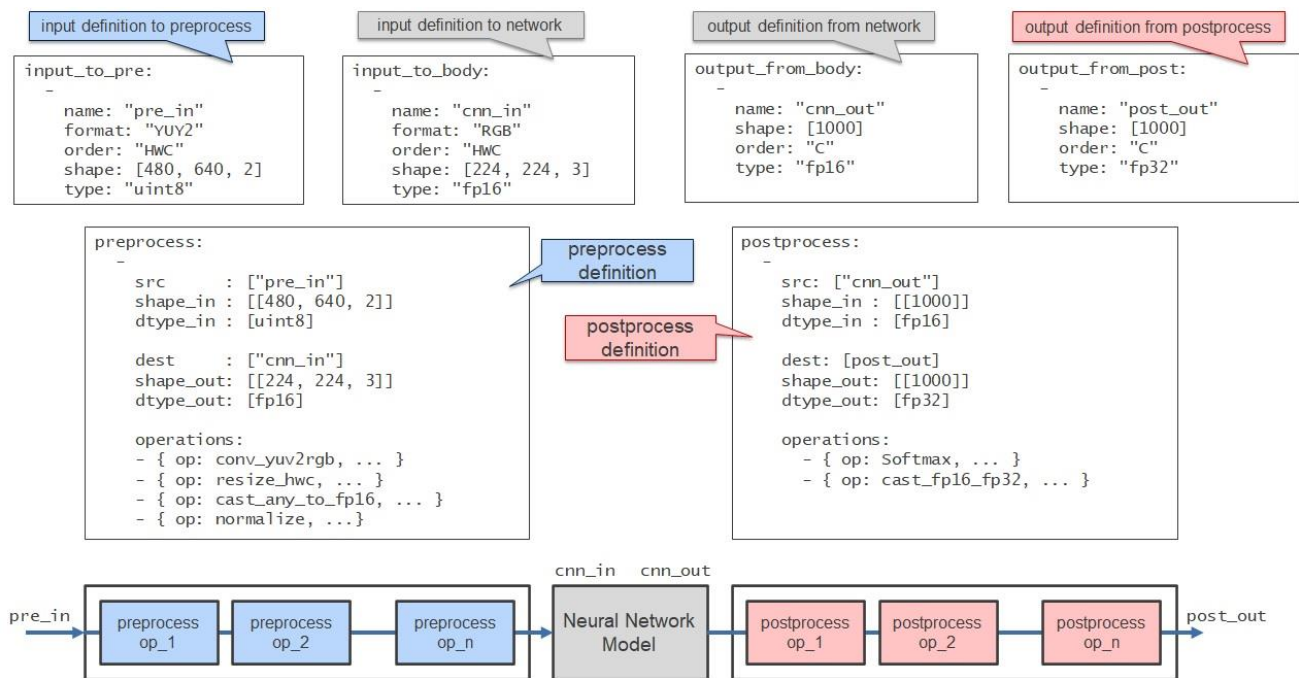 input definition to preprocess
input definition to network
output definition from network
output definition from postprocess
input_to_pre:
-
name: "pre_in"
format: "YUY2"
order: "HWC"
shape: [480, 640, 2]
type: "uint8"
input_to_body:
-
name: "cnn_in"
format: "RGB"
order: "HWC
shape: [224, 224, 3]
type: "fp16"
output_from_body:
-
name: "cnn_out"
shape: [1000]
order: "C"
type: "fp16"
output_from_post:
-
name: "post_out"
shape: [1000]
order: "C"
type: "fp32"
preprocess:
-
src : ["pre_in"]
shape_in : [[480, 640, 2]]
dtype_in : [uint8]
dest : ["cnn_in"]
shape_out: [[224, 224, 3]]
dtype_out: [fp16]
operations:
- { op: conv_yuv2rgb, ... }
- { op: resize_hwc, ... }
- { op: cast_any_to_fp16, ... }
- { op: normalize, ...}
preprocess
definition
postprocess
definition
postprocess:
-
src: ["cnn_out"]
shape_in : [[1000]]
dtype_in : [fp16]
dest: [post_out]
shape_out: [[1000]]
dtype_out: [fp32]
operations:
- { op: Softmax, ... }
- { op: cast_fp16_fp32, ... }
cnn_in cnn_out
pre_in
preprocess
op_1
preprocess
op_2
preprocess
op_n
Neural Network
Model
postprocess
op_1
postprocess
op_2
postprocess
op_n
post_out